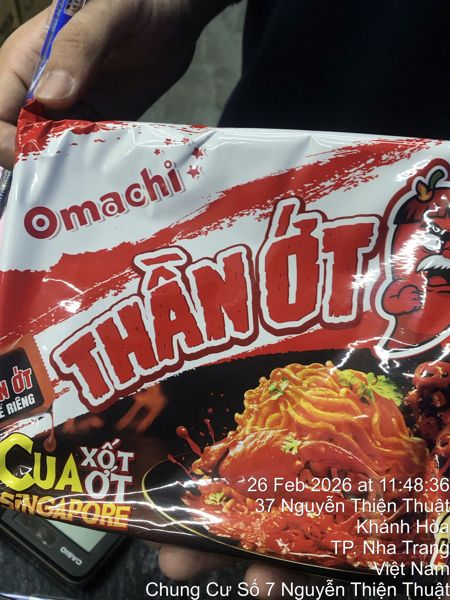 Omachi
THẦN ỚT
ỚT
RIÊNG
CUA XỐT
ỚT
SINGAPORE
CASIO
26 Feb 2026 at 11:48:36
37 Nguyễn Thiện Thuật
Khánh Hòa
TP. Nha Trang
Việt Nam
Chung Cư Số 7 Nguyễn Thiện Thuật